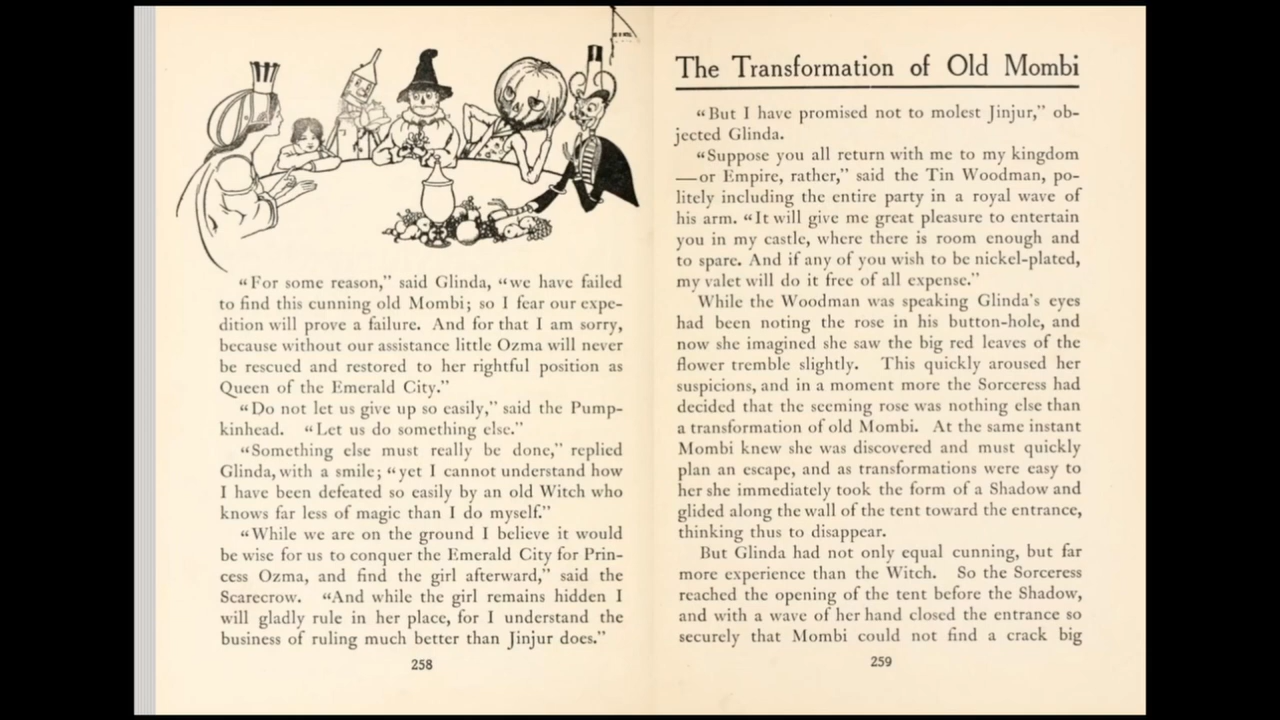 "For some reason," said Glinda, "we have failed
to find this cunning old Mombi; so I fear our expe-
dition will prove a failure. And for that I am sorry,
because without our assistance little Ozma will never
be rescued and restored to her rightful position as
Queen of the Emerald City."
"Do not let us give up so easily," said the Pump-
kinhead. "Let us do something else."
"Something else must really be done," replied
Glinda, with a smile; "yet I cannot understand how
I have been defeated so easily by an old Witch who
knows far less of magic than I do myself."
"While we are on the ground I believe it would
be wise for us to conquer the Emerald City for Prin-
cess Ozma, and find the girl afterward," said the
Scarecrow. "And while the girl remains hidden I
will gladly rule in her place, for I understand the
business of ruling much better than Jinjur does."
258
The Transformation of Old Mombi
"But I have promised not to molest Jinjur," ob-
jected Glinda.
"Suppose you all return with me to my kingdom
—or Empire, rather," said the Tin Woodman, po-
litely including the entire party in a royal wave of
his arm. "It will give me great pleasure to entertain
you in my castle, where there is room enough and
to spare. And if any of you wish to be nickel-plated,
my valet will do it free of all expense."
While the Woodman was speaking Glinda's eyes
had been noting the rose in his button-hole, and
now she imagined she saw the big red leaves of the
flower tremble slightly. This quickly aroused her
suspicions, and in a moment more the Sorceress had
decided that the seeming rose was nothing else than
a transformation of old Mombi. At the same instant
Mombi knew she was discovered and must quickly
plan an escape, and as transformations were easy to
her she immediately took the form of a Shadow and
glided along the wall of the tent toward the entrance,
thinking thus to disappear.
But Glinda had not only equal cunning, but far
more experience than the Witch. So the Sorceress
reached the opening of the tent before the Shadow,
and with a wave of her hand closed the entrance so
securely that Mombi could not find a crack big
259